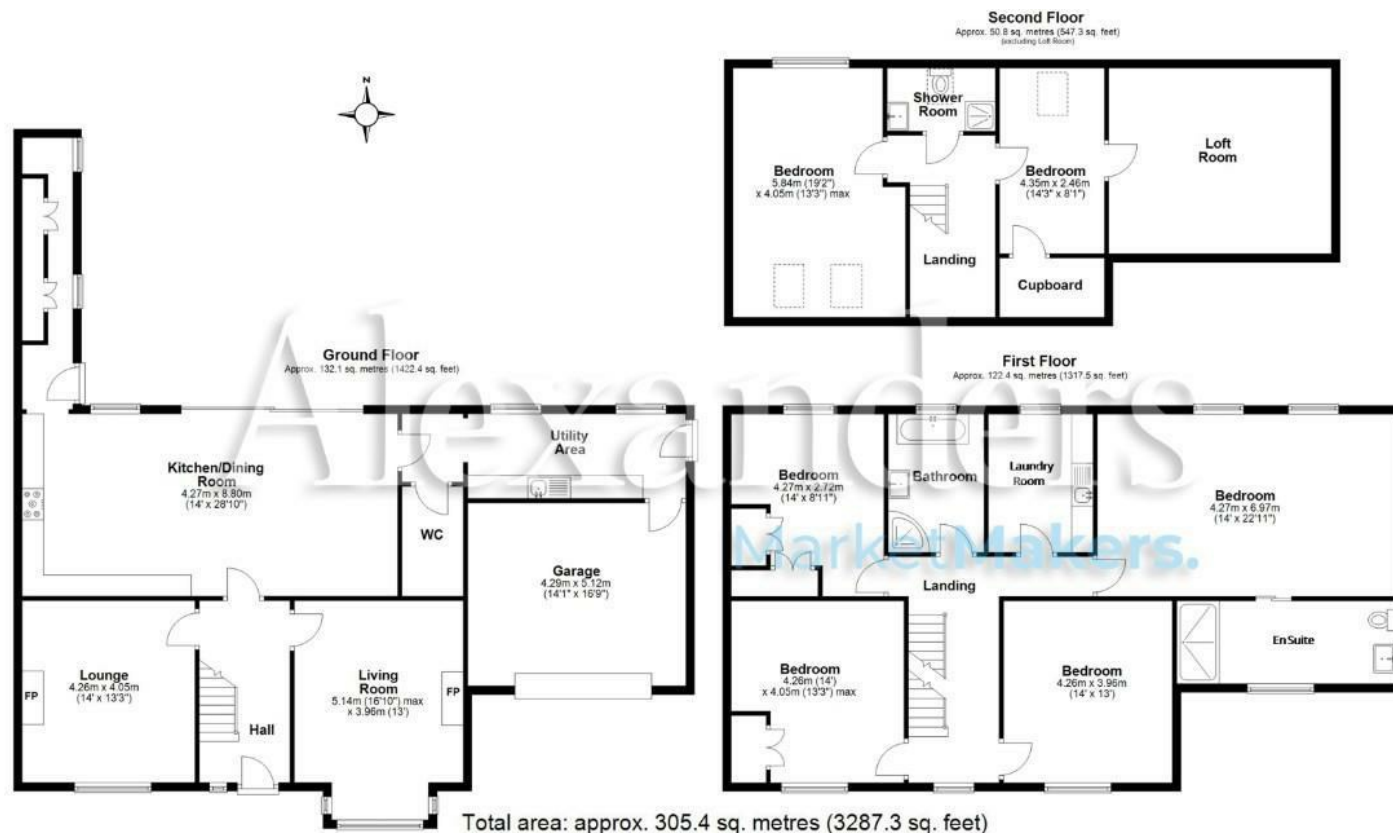 Second Floor
Approx. 50.8 sq. metres (547.3 sq. feet)
(excluding Loft Room)
N
Shower
Room
Bedroom
5.84m (19'2")
x 4.05m (13'3") max
Bedroom
4.35m x 2.46m
(14'3" x 8'1")
Loft
Room
Landing
Cupboard
Ground Floor
Approx. 132.1 sq. metres (1422.4 sq. feet)
Kitchen/Dining
Room
4.27m x 8.80m
(14' x 28'10")
Utility
Area
WC
Garage
4.29m x 5.12m
(14'1" x 16'9")
Lounge
4.26m x 4.05m
(14' x 13'3")
FP
Hall
Living
Room
5.14m (16'10") max
x 3.96m (13')
FP
First Floor
Approx. 122.4 sq. metres (1317.5 sq. feet)
Bedroom
4.27m x 2.72m
(14' x 8'11")
Bathroom
Laundry
Room
Bedroom
4.27m x 6.97m
(14' x 22'11")
Landing
Bedroom
4.26m (14')
x 4.05m (13'3") max
Bedroom
4.26m x 3.96m
(14' x 13')
En Suite
Alexanders
MarketMakers.
Total area: approx. 305.4 sq. metres (3287.3 sq. feet)